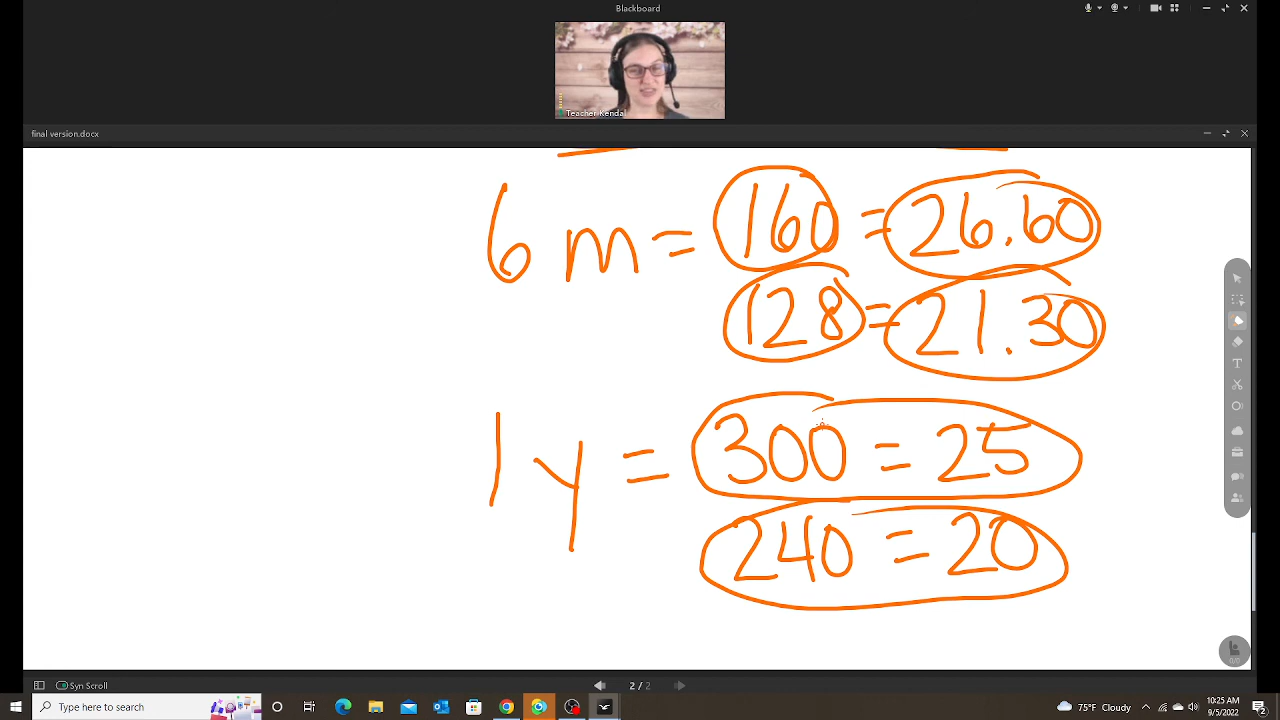 Blackboard
Teacher Kendal
final version.docx
6 m = 160 = 26.60
128 = 21.30
1 y = 300 = 25
240 = 20
Syn Scroll
2 / 2
Type here to search
75°F Cloudy
10:25 AM
9/5/2022